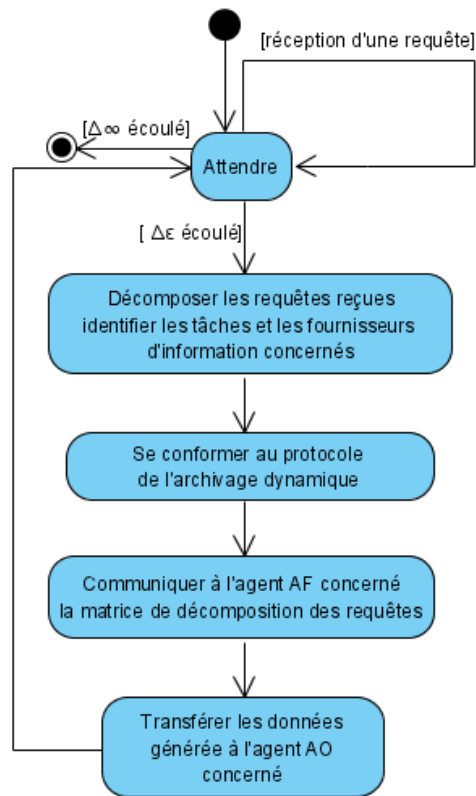 [réception d'une requête]
[Δ∞ écoulé]
Attendre
[ Δε écoulé]
Décomposer les requêtes reçues
identifier les tâches et les fournisseurs
d'information concernés
Se conformer au protocole
de l'archivage dynamique
Communiquer à l'agent AF concerné
la matrice de décomposition des requêtes
Transférer les données
générée à l'agent AO
concerné